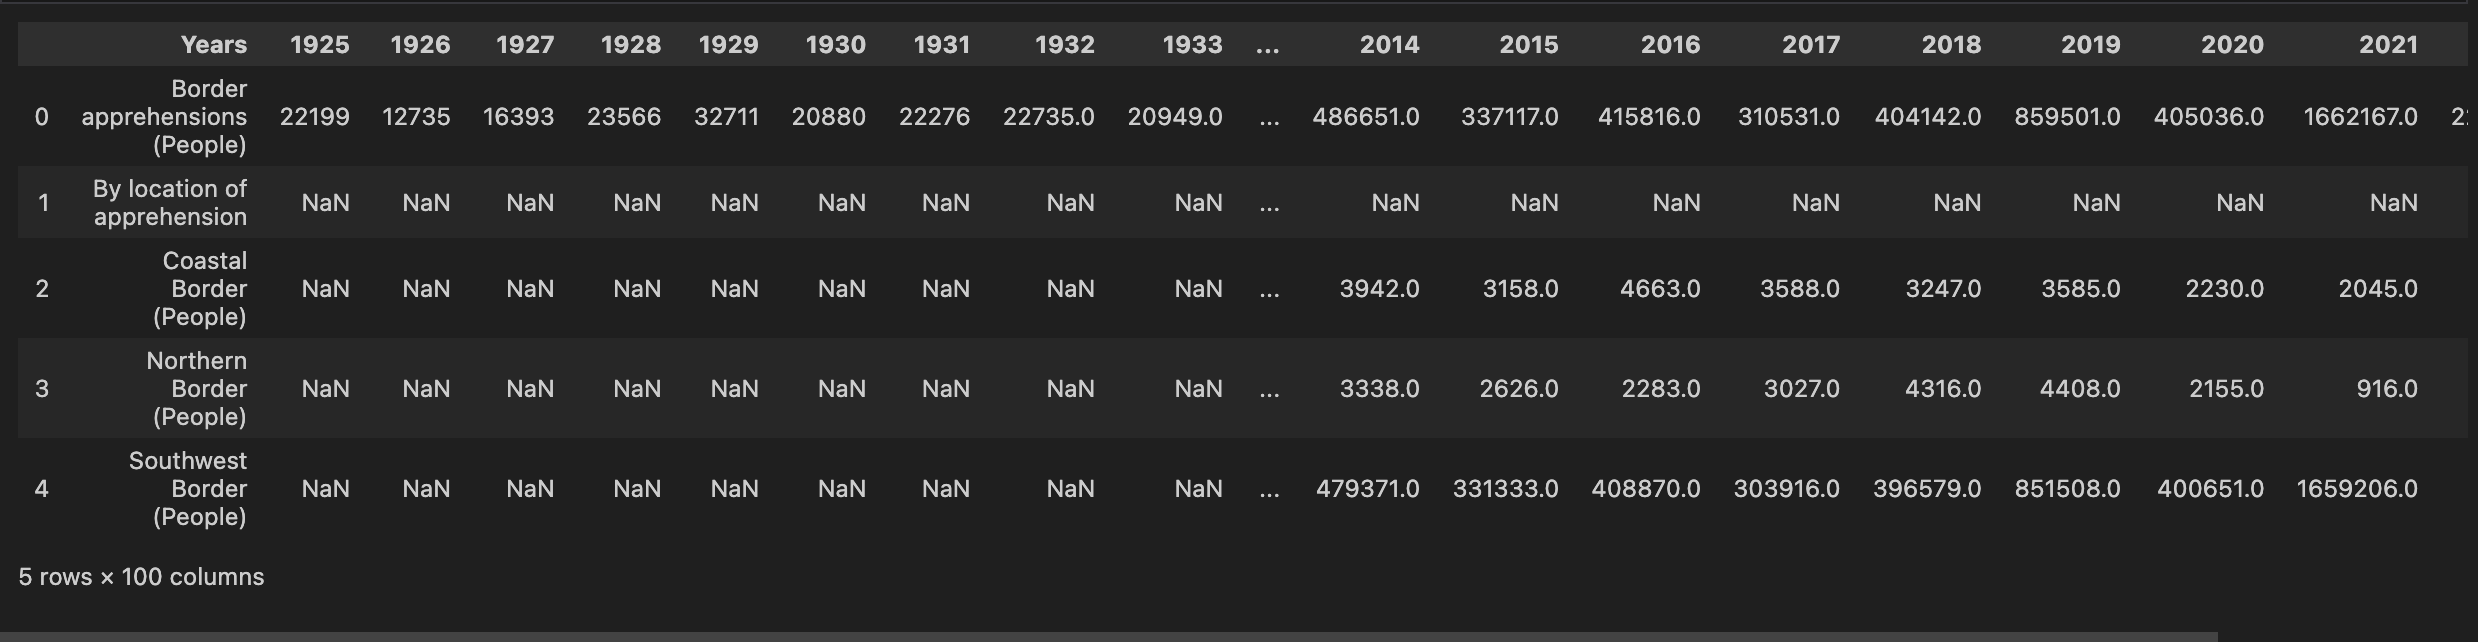 Years 1925 1926 1927 1928 1929 1930 1931 1932 1933 ... 2014 2015 2016 2017 2018 2019 2020 2021
Border
0 apprehensions 22199 12735 16393 23566 32711 20880 22276 22735.0 20949.0 ... 486651.0 337117.0 415816.0 310531.0 404142.0 859501.0 405036.0 1662167.0
(People)
By location of
1 NaN NaN NaN NaN NaN NaN NaN NaN NaN ... NaN NaN NaN NaN NaN NaN NaN NaN
apprehension
Coastal
2 Border NaN NaN NaN NaN NaN NaN NaN NaN NaN ... 3942.0 3158.0 4663.0 3588.0 3247.0 3585.0 2230.0 2045.0
(People)
Northern
3 Border NaN NaN NaN NaN NaN NaN NaN NaN NaN ... 3338.0 2626.0 2283.0 3027.0 4316.0 4408.0 2155.0 916.0
(People)
Southwest
4 Border NaN NaN NaN NaN NaN NaN NaN NaN NaN ... 479371.0 331333.0 408870.0 303916.0 396579.0 851508.0 400651.0 1659206.0
(People)
5 rows × 100 columns